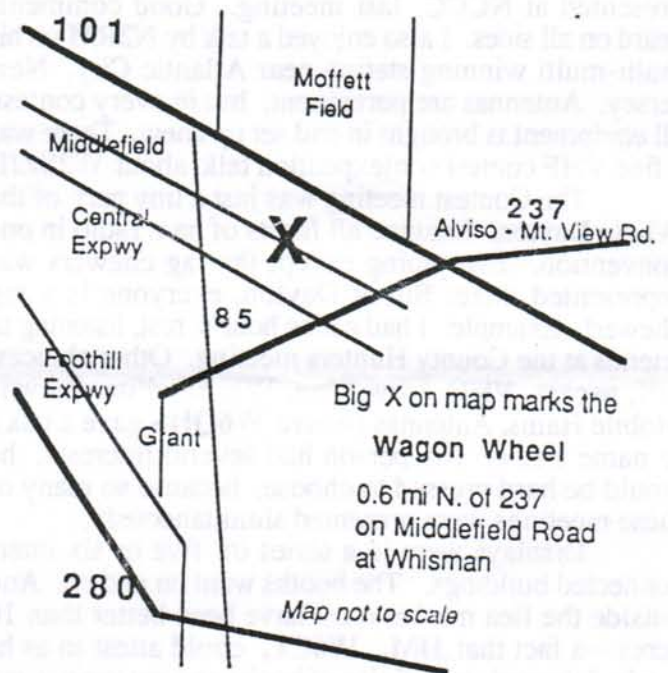 101
Moffett
Field
Middlefield
Central
Expwy
237
Alviso Mt. View Rd.
85
Foothill
Expwy
Grant
Big X on map marks the
Wagon Wheel
0.6 mi N. of 237
on Middlefield Road
at Whisman
280
Map not to scale
X